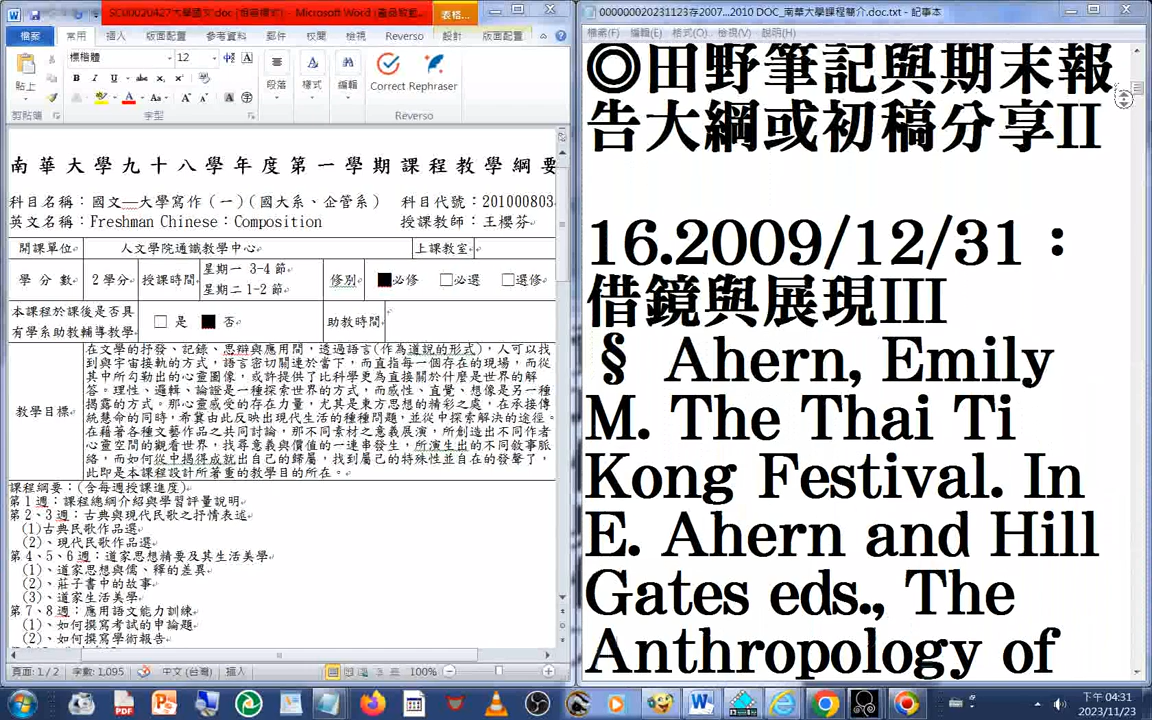 SC00020427大學國文.doc [相容模式] - Microsoft Word (產品啟動...
表格...
檔案 常用 插入 版面配置 參考資料 郵件 校閱 檢視 Reverso 設計 版面配置
標楷體 12
貼上
段落 樣式 編輯 Correct Rephraser
剪貼簿 字型 Reverso
南華大學九十八學年度第一學期課程教學綱要
科目名稱：國文—大學寫作(一)(國大系、企管系) 科目代號：201000803
英文名稱：Freshman Chinese：Composition 授課教師：王櫻芬
開課單位 人文學院通識教學中心 上課教室
學分數 2學分 授課時間 星期一 3-4節 修別 ■必修 □必選 □選修
星期二 1-2節
本課程於課後是否具 □ 是 ■ 否 助教時間
有學系助教輔導教學
教學目標
在文學的抒發、記錄、思辯與應用間，透過語言(作為道說的形式)，人可以找
到與宇宙接軌的方式，語言密切關連於當下，而直指每一個存在的現場，而從
其中所勾勒出的心靈圖像，或許提供了比科學更為直接關於什麼是世界的解
答。理性、邏輯、論證是一種探索世界的方式，而感性、直覺、想像是另一種
揭露的方式。那心靈感受的存在力量，尤其是東方思想的精彩之處，在承接傳
統慧命的同時，希冀由此反映出現代生活的種種問題，並從中探索解決的途徑。
在藉著各種文藝作品之共同討論，那不同素材之意義展演，所創造出不同作者
心靈空間的觀看世界，找尋意義與價值的一連串發生，所演生出的不同敘事脈
絡，而如何從中揭得成就出自己的歸屬，找到屬己的特殊性並自在的發聲了，
此即是本課程設計所著重的教學目的所在。
課程綱要：(含每週授課進度)
第1週：課程總綱介紹與學習評量說明
第2、3週：古典與現代民歌之抒情表述
(1)古典民歌作品選
(2)、現代民歌作品選
第4、5、6週：道家思想精要及其生活美學
(1)、道家思想與儒、釋的差異
(2)、莊子書中的故事
(3)、道家生活美學
第7、8週：應用語文能力訓練
(1)、如何撰寫考試的申論題
(2)、如何撰寫學術報告
頁面：1 / 2 字數：1,095 中文 (台灣) 插入 100%
000000020231123存2007...2010 DOC_南華大學課程簡介.doc.txt - 記事本
檔案(F) 編輯(E) 格式(O) 檢視(V) 說明(H)
◎田野筆記與期末報
告大綱或初稿分享II
16.2009/12/31：
借鏡與展現III
§ Ahern, Emily
M. The Thai Ti
Kong Festival. In
E. Ahern and Hill
Gates eds., The
Anthropology of
下午 04:31
2023/11/23